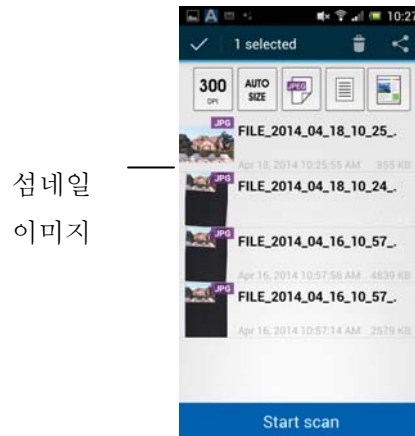 10:27
1 selected
300
DPI
AUTO
SIZE
JPEG
JPG
FILE_2014_04_18_10_25_.
Apr 18, 2014 10:25:55 AM 855 KB
섬네일
이미지
JPG
FILE_2014_04_18_10_24_.
JPG
FILE_2014_04_16_10_57_.
Apr 16, 2014 10:57:56 AM 4839 KB
JPG
FILE_2014_04_16_10_57_.
Apr 16, 2014 10:57:14 AM 2579 KB
Start scan